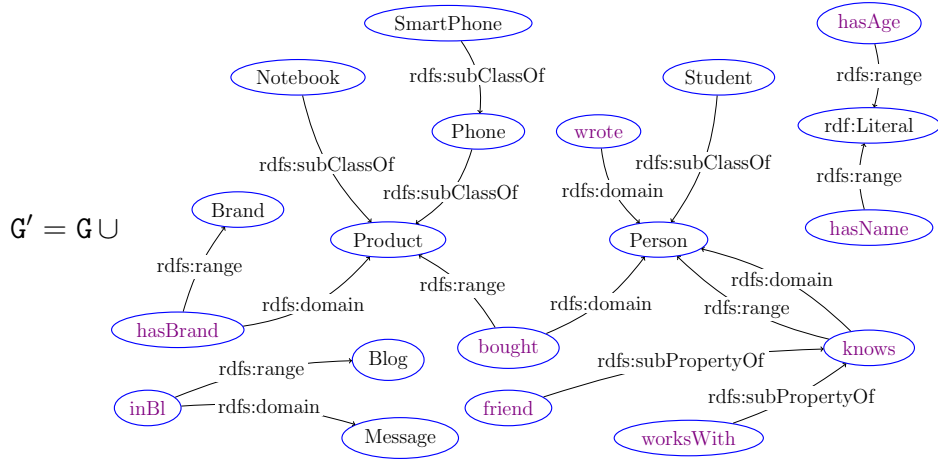 SmartPhone
hasAge
rdfs:subClassOf
rdfs:range
Notebook
Student
Phone
wrote
rdf:Literal
rdfs:subClassOf
rdfs:subClassOf
rdfs:subClassOf
rdfs:domain
rdfs:range
Brand
G′ = G ∪
Product
Person
hasName
rdfs:range
rdfs:range
rdfs:domain
rdfs:domain
rdfs:domain
rdfs:range
hasBrand
bought
knows
Blog
rdfs:range
rdfs:subPropertyOf
rdfs:subPropertyOf
inBl
rdfs:domain
friend
Message
worksWith